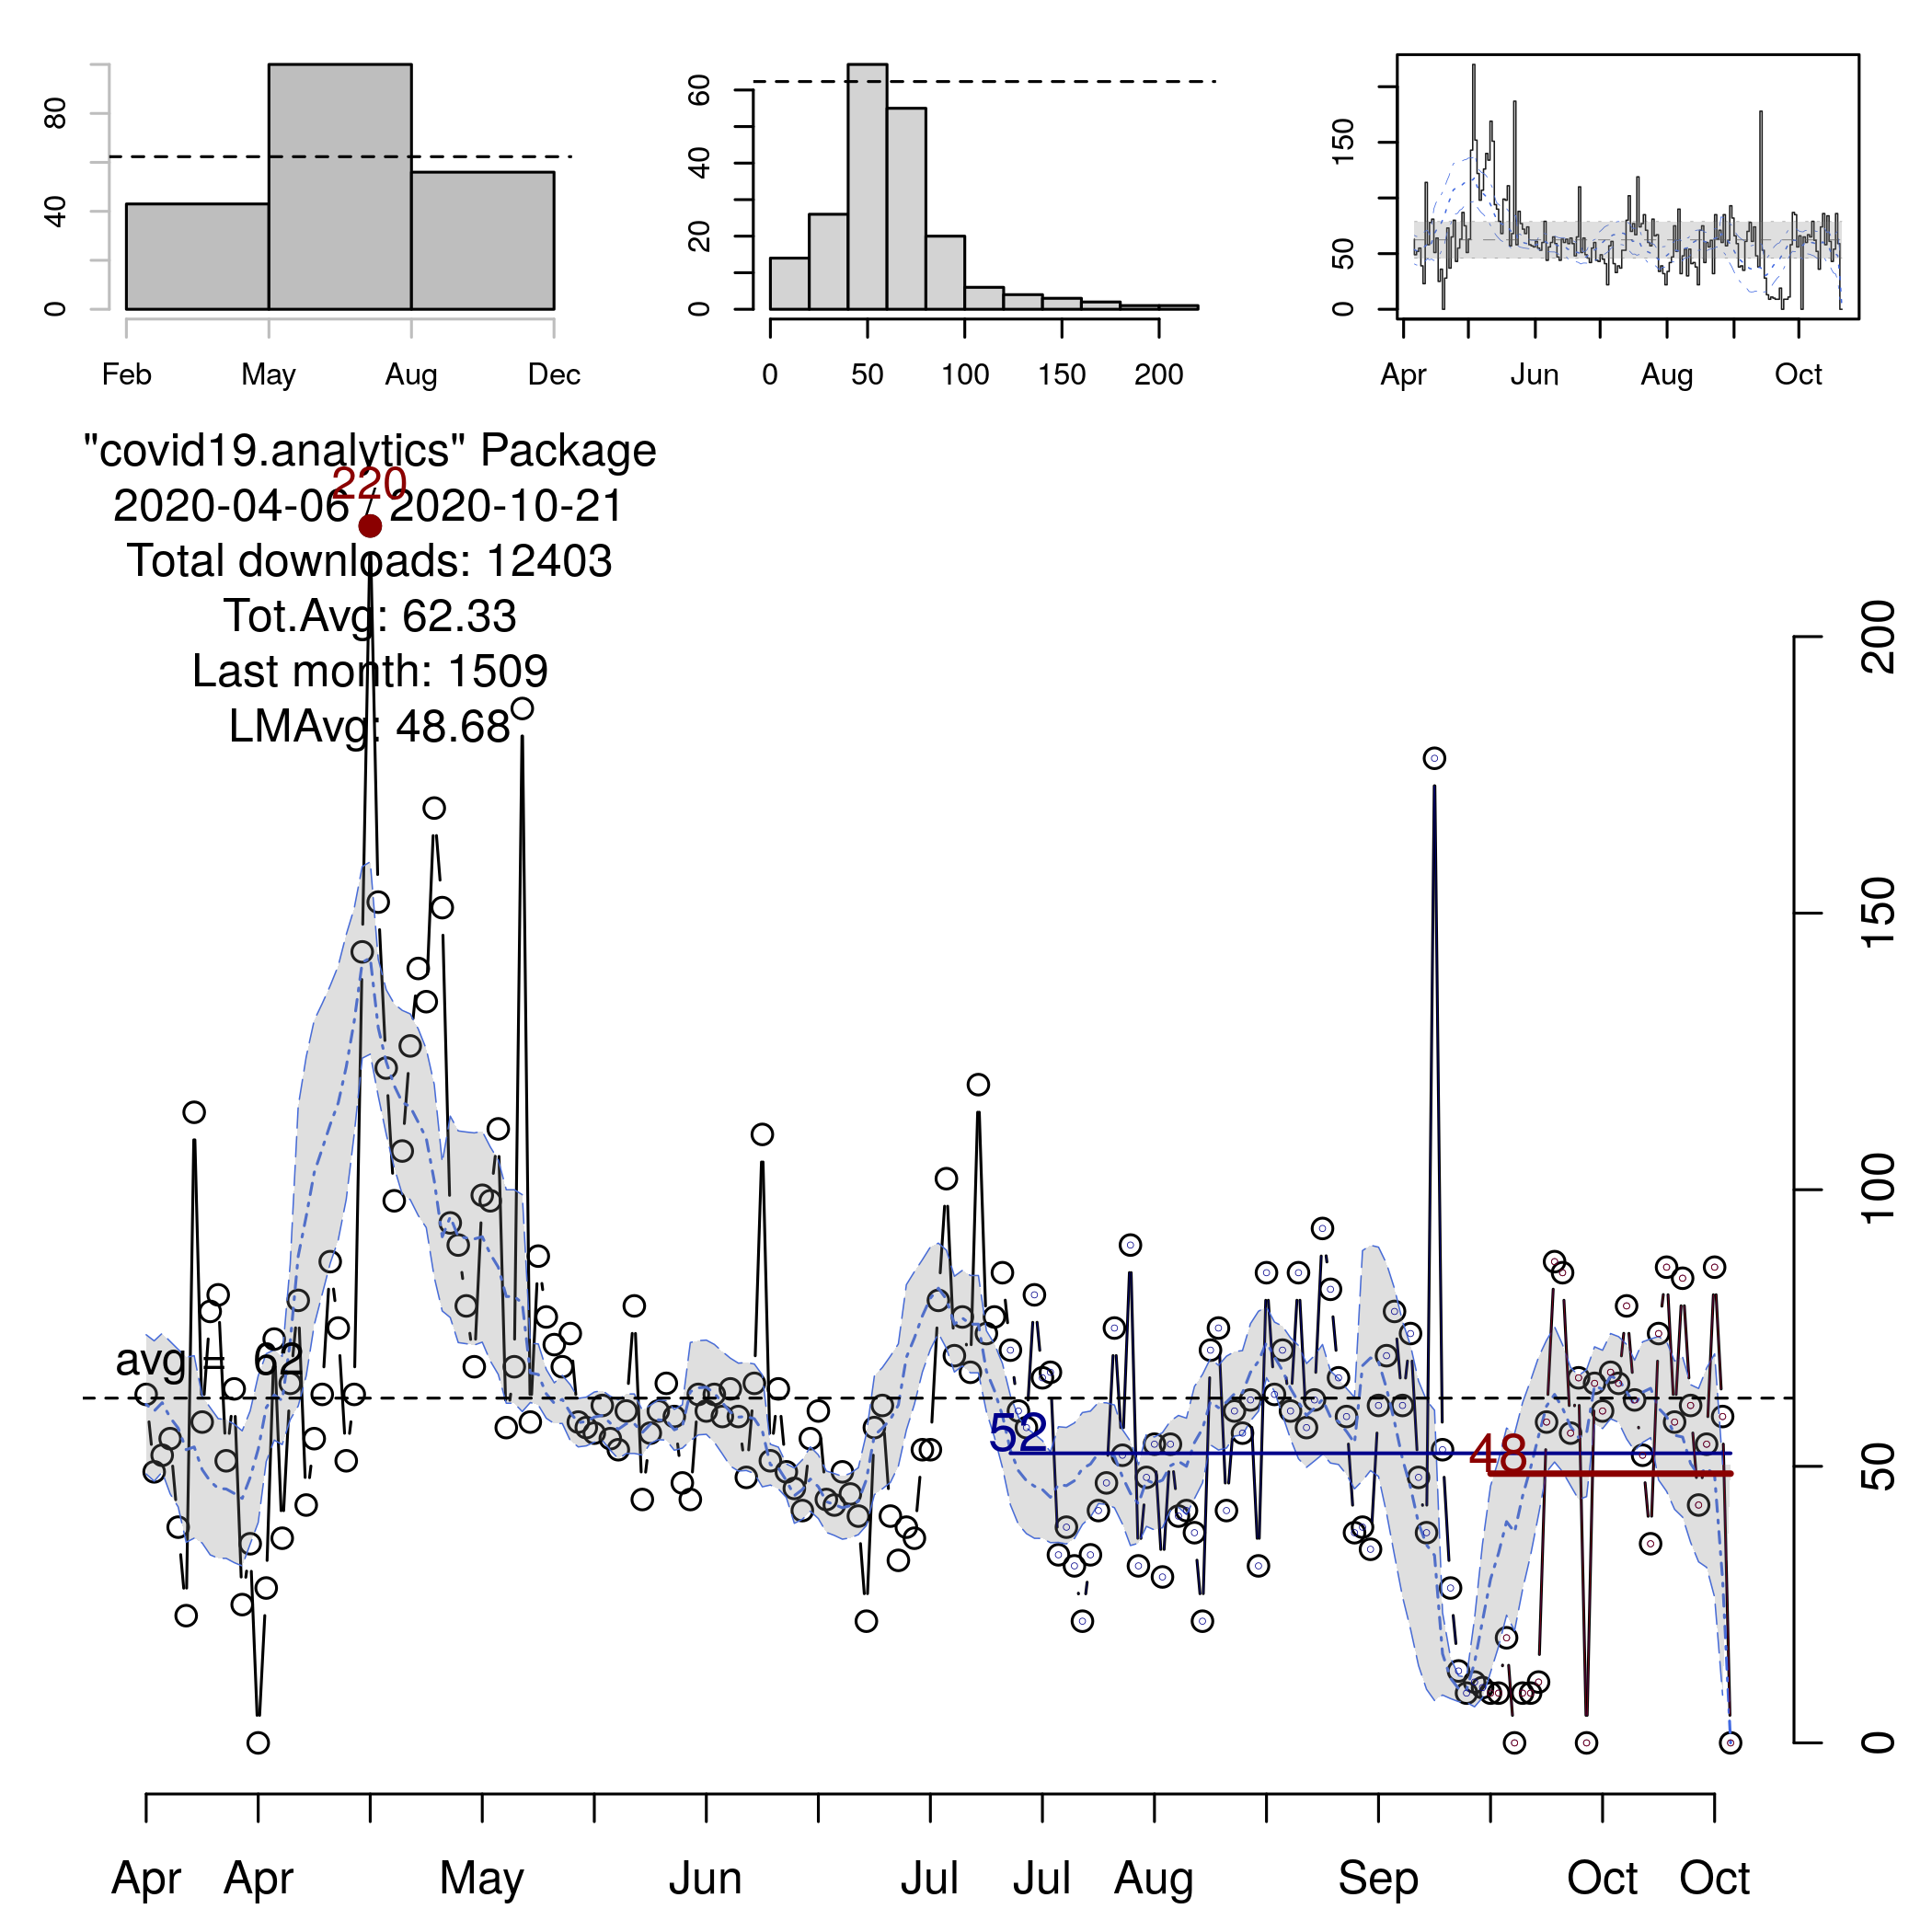 80
40
0
Feb May Aug Dec
60
40
20
0
0 50 100 150 200
150
50
0
Apr Jun Aug Oct
"covid19.analytics" Package
220
2020-04-06 / 2020-10-21
Total downloads: 12403
Tot.Avg: 62.33
Last month: 1509
LMAvg: 48.68
200
150
100
50
0
avg = 62
52
48
Apr Apr May Jun Jul Jul Aug Sep Oct Oct